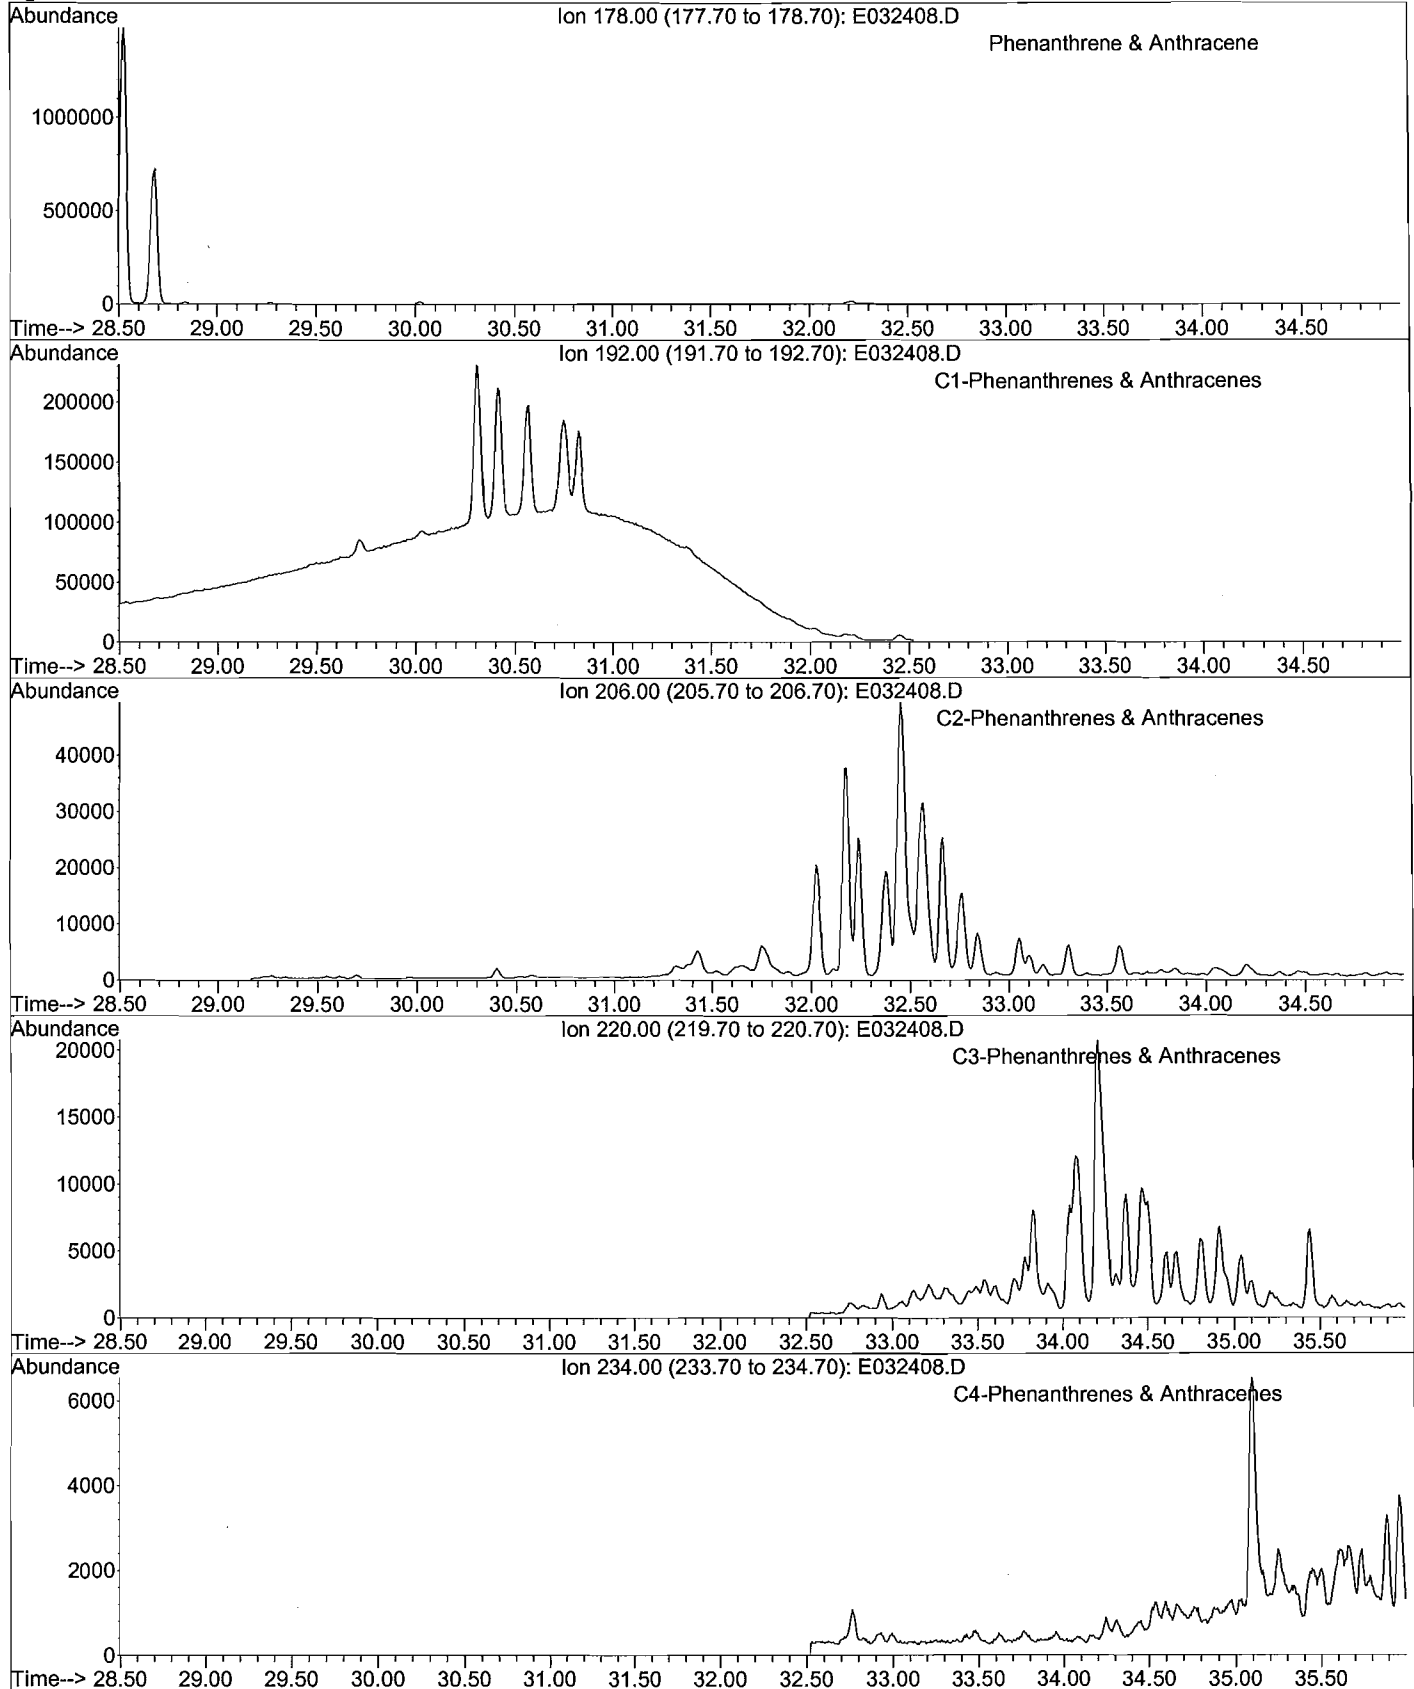 Abundance
Ion 178.00 (177.70 to 178.70): E032408.D
Phenanthrene & Anthracene
1000000
500000
0
Time--> 28.50 29.00 29.50 30.00 30.50 31.00 31.50 32.00 32.50 33.00 33.50 34.00 34.50
Abundance
Ion 192.00 (191.70 to 192.70): E032408.D
C1-Phenanthrenes & Anthracenes
200000
150000
100000
50000
0
Time--> 28.50 29.00 29.50 30.00 30.50 31.00 31.50 32.00 32.50 33.00 33.50 34.00 34.50
Abundance
Ion 206.00 (205.70 to 206.70): E032408.D
C2-Phenanthrenes & Anthracenes
40000
30000
20000
10000
0
Time--> 28.50 29.00 29.50 30.00 30.50 31.00 31.50 32.00 32.50 33.00 33.50 34.00 34.50
Abundance
Ion 220.00 (219.70 to 220.70): E032408.D
20000
C3-Phenanthrenes & Anthracenes
15000
10000
5000
0
Time--> 28.50 29.00 29.50 30.00 30.50 31.00 31.50 32.00 32.50 33.00 33.50 34.00 34.50 35.00 35.50
Abundance
Ion 234.00 (233.70 to 234.70): E032408.D
C4-Phenanthrenes & Anthracenes
6000
4000
2000
0
Time--> 28.50 29.00 29.50 30.00 30.50 31.00 31.50 32.00 32.50 33.00 33.50 34.00 34.50 35.00 35.50